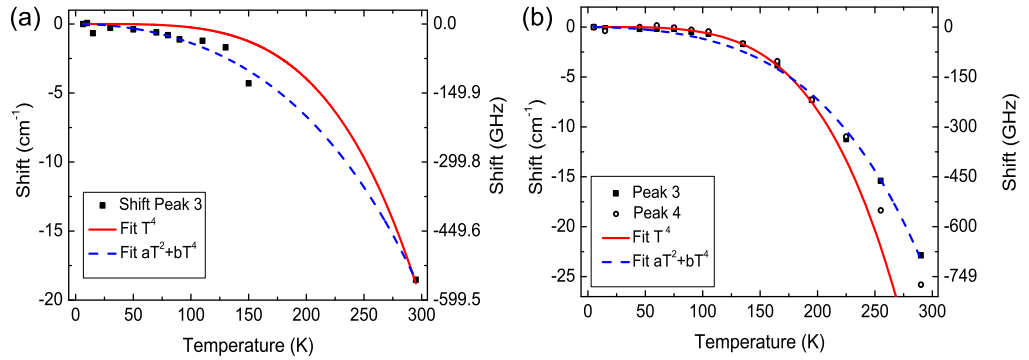 (a)
Shift (cm⁻¹)
0
-5
-10
-15
-20
0.0
-149.9
-299.8
-449.6
-599.5
Shift (GHz)
Shift Peak 3
Fit T⁴
Fit aT²+bT⁴
0 50 100 150 200 250 300
Temperature (K)
(b)
Shift (cm⁻¹)
0
-5
-10
-15
-20
-25
0
-150
-300
-450
-600
-749
Shift (GHz)
Peak 3
Peak 4
Fit T⁴
Fit aT²+bT⁴
0 50 100 150 200 250 300
Temperature (K)